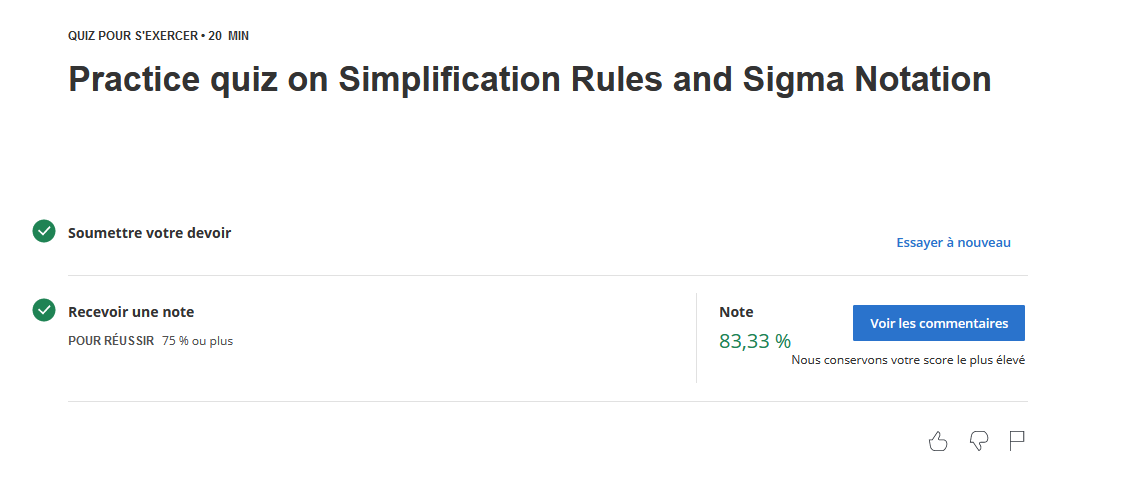 QUIZ POUR S'EXERCER • 20 MIN
Practice quiz on Simplification Rules and Sigma Notation
Soumettre votre devoir
Essayer à nouveau
Recevoir une note
POUR RÉUSSIR 75 % ou plus
Note
83,33 %
Voir les commentaires
Nous conservons votre score le plus élevé